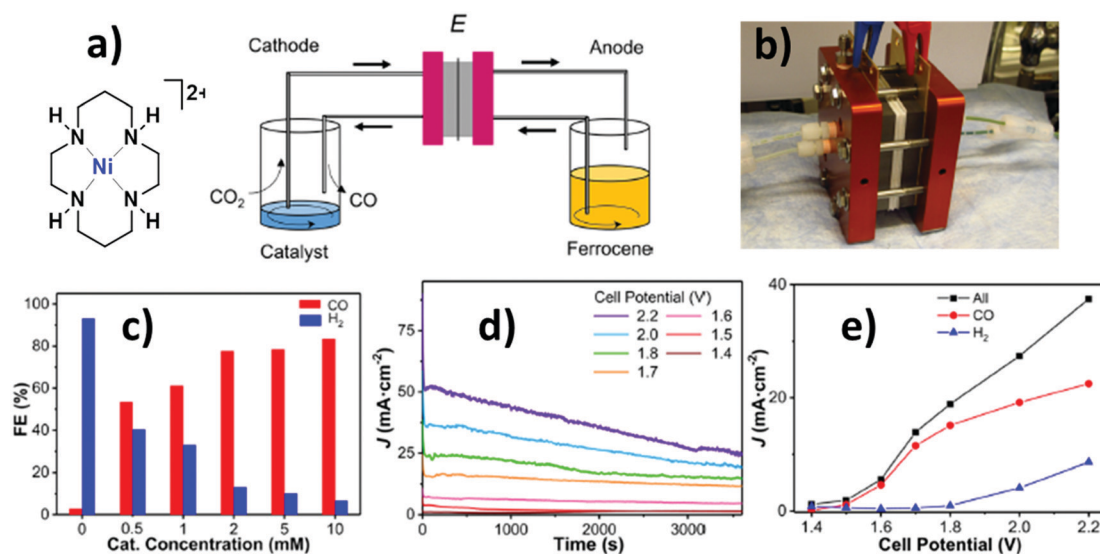 a)
]2+
H H
N N
Ni
N N
H H
Cathode
E
Anode
CO2
CO
Catalyst
Ferrocene
b)
c)
CO
H2
FE (%)
100
80
60
40
20
0
0 0.5 1 2 5 10
Cat. Concentration (mM)
d)
Cell Potential (V)
2.2 1.6
2.0 1.5
1.8 1.4
1.7
J (mA·cm-2)
75
50
25
0
0 1000 2000 3000
Time (s)
e)
All
CO
H2
J (mA·cm-2)
40
20
0
1.4 1.6 1.8 2.0 2.2
Cell Potential (V)